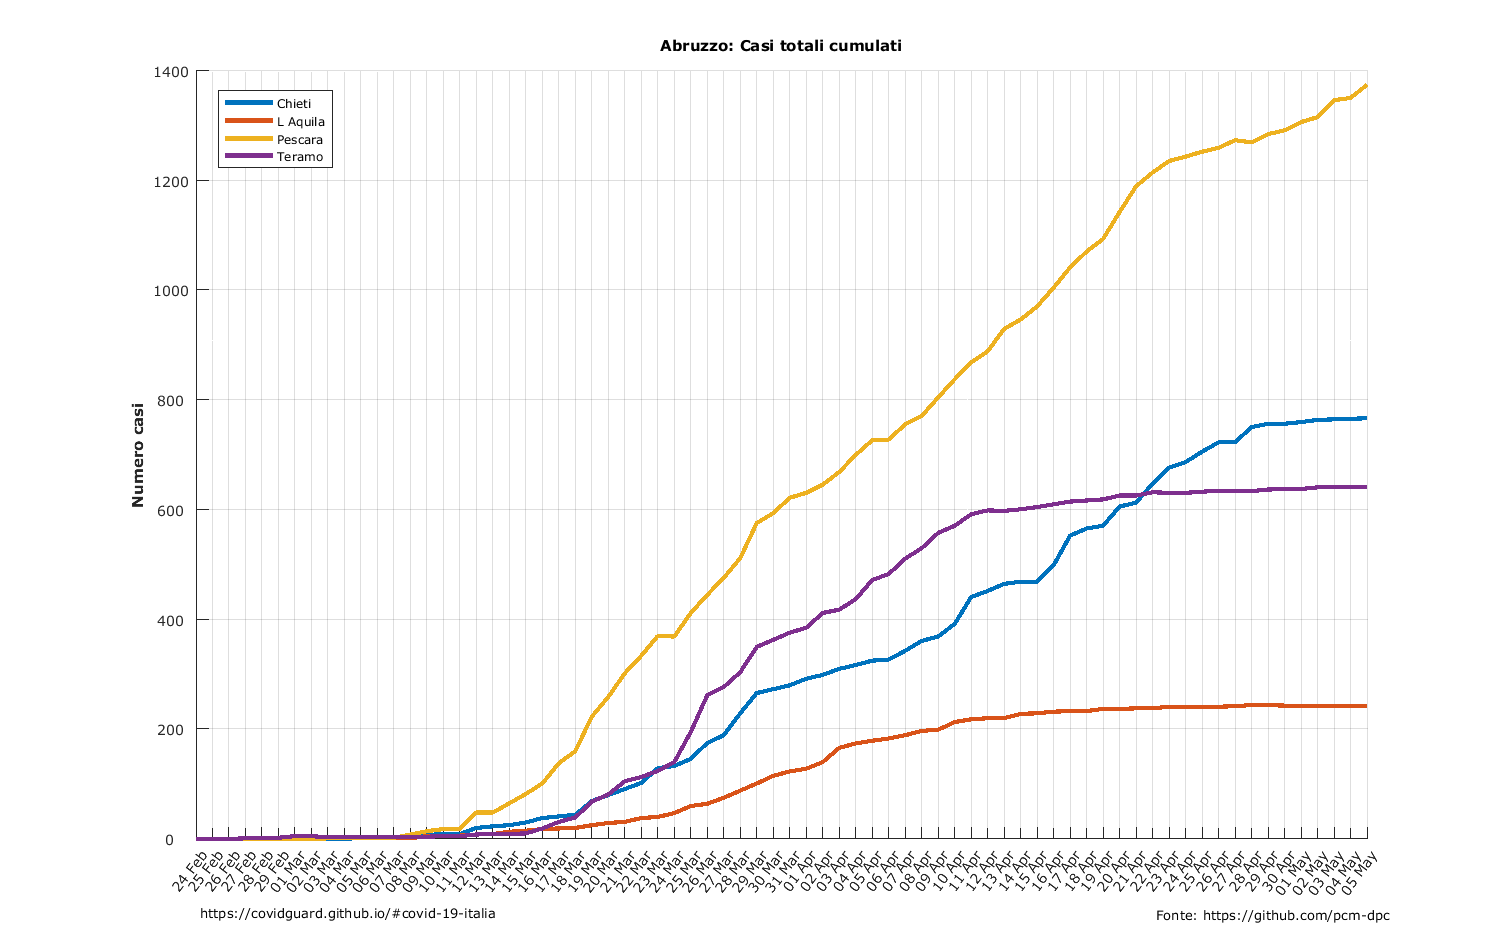 Abruzzo: Casi totali cumulati
1400
1200
1000
800
600
400
200
0
Numero casi
Chieti
L Aquila
Pescara
Teramo
24 Feb
25 Feb
26 Feb
27 Feb
28 Feb
29 Feb
01 Mar
02 Mar
03 Mar
04 Mar
05 Mar
06 Mar
07 Mar
08 Mar
09 Mar
10 Mar
11 Mar
12 Mar
13 Mar
14 Mar
15 Mar
16 Mar
17 Mar
18 Mar
19 Mar
20 Mar
21 Mar
22 Mar
23 Mar
24 Mar
25 Mar
26 Mar
27 Mar
28 Mar
29 Mar
30 Mar
31 Mar
01 Apr
02 Apr
03 Apr
04 Apr
05 Apr
06 Apr
07 Apr
08 Apr
09 Apr
10 Apr
11 Apr
12 Apr
13 Apr
14 Apr
15 Apr
16 Apr
17 Apr
18 Apr
19 Apr
20 Apr
21 Apr
22 Apr
23 Apr
24 Apr
25 Apr
26 Apr
27 Apr
28 Apr
29 Apr
30 Apr
01 May
02 May
03 May
04 May
05 May
https://covidguard.github.io/#covid-19-italia
Fonte: https://github.com/pcm-dpc